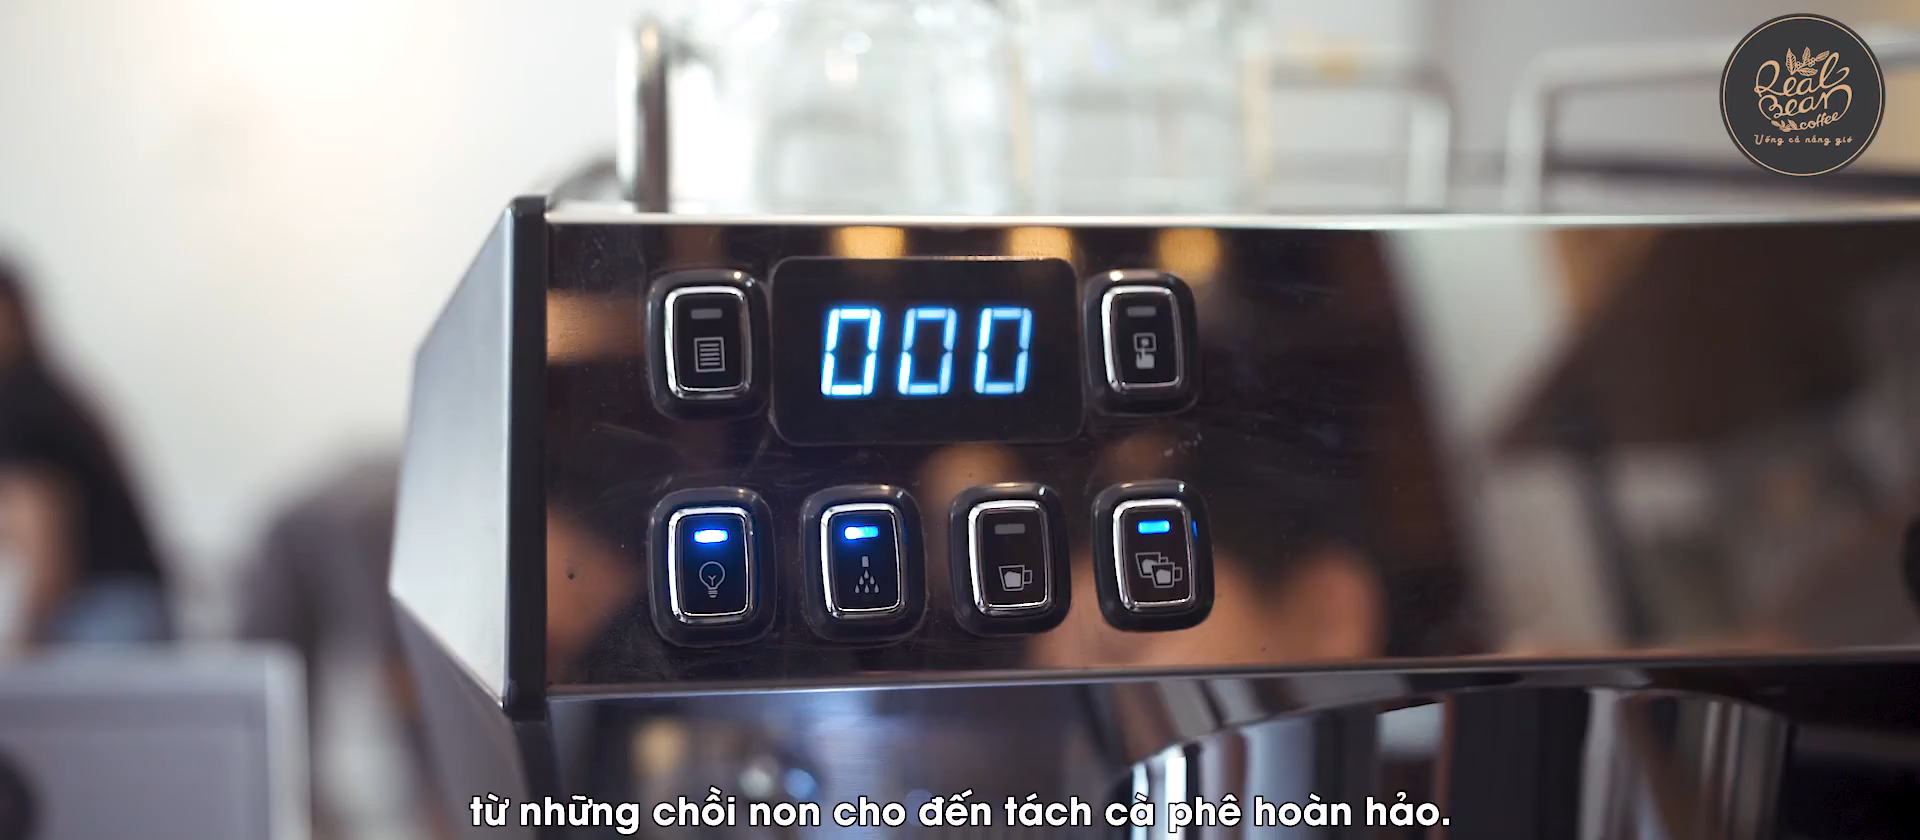 Real
Bean
coffee
Uống cả nắng gió
000
từ những chồi non cho đến tách cà phê hoàn hảo.